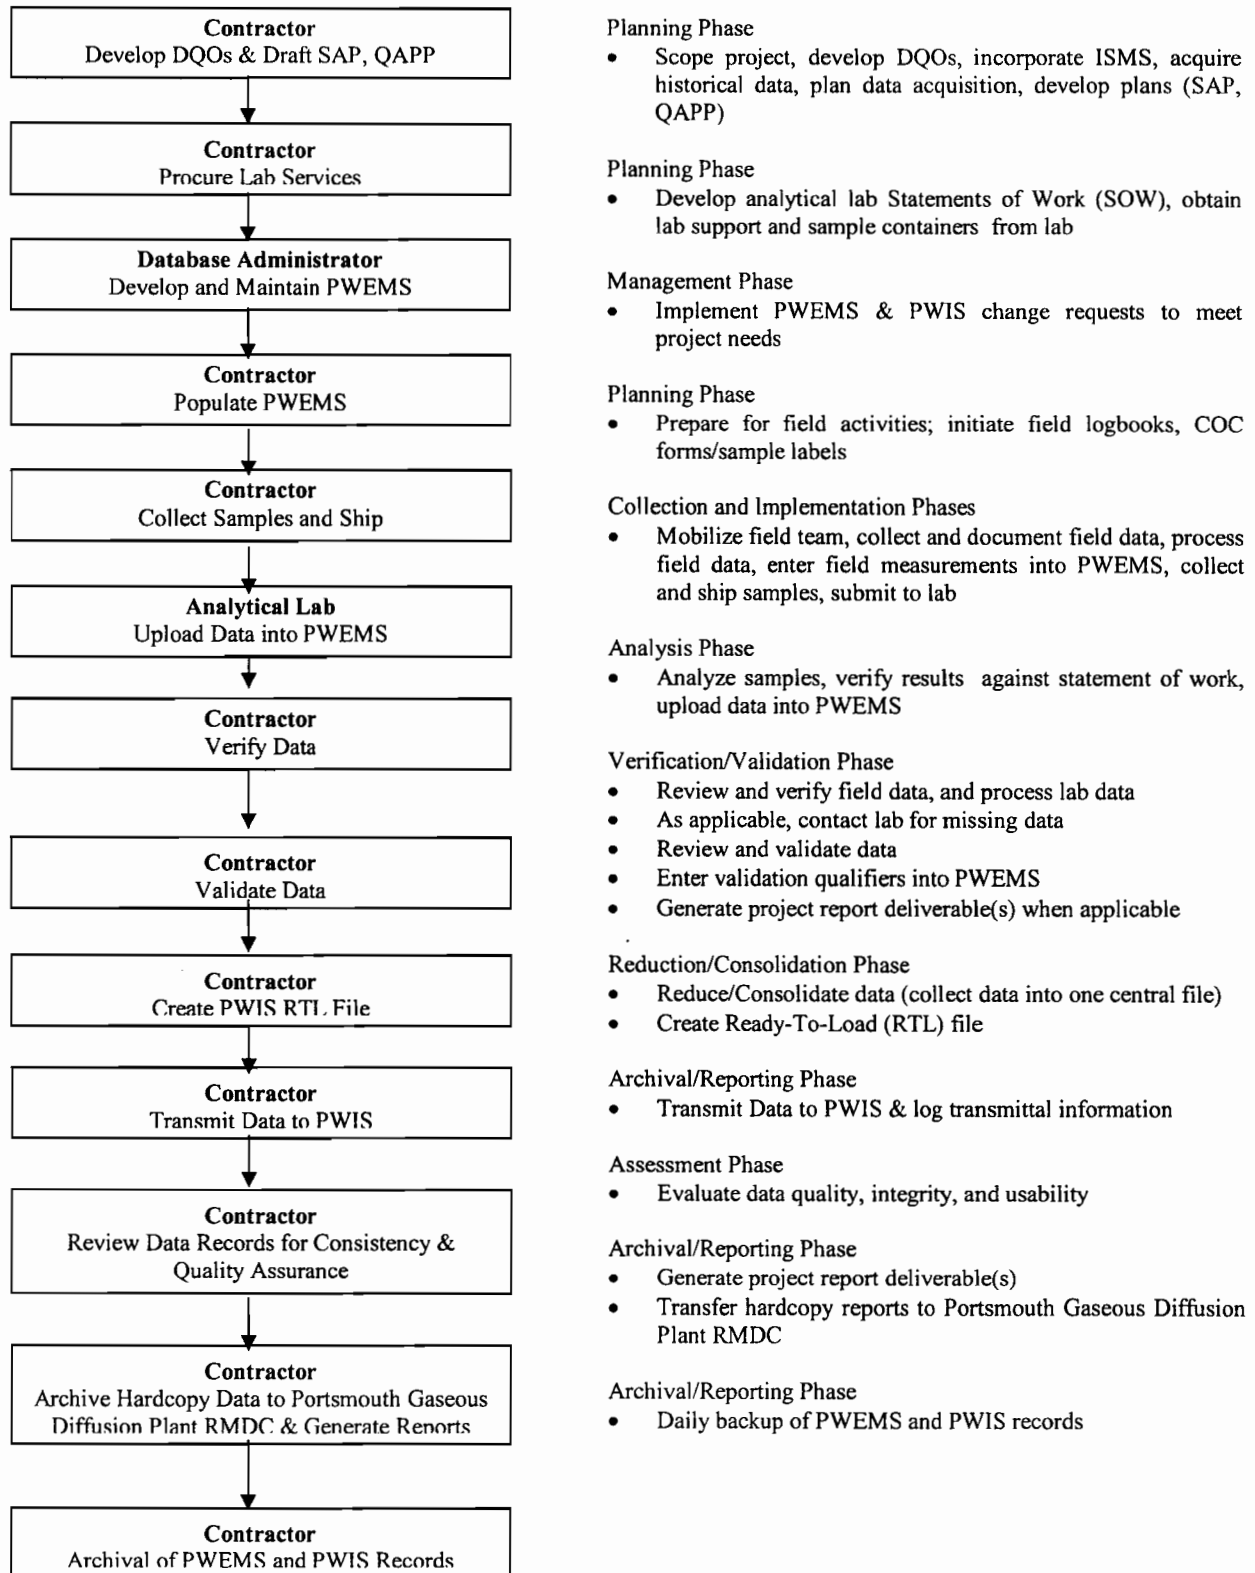 Contractor
Develop DQOs & Draft SAP, QAPP
Contractor
Procure Lab Services
Database Administrator
Develop and Maintain PWEMS
Contractor
Populate PWEMS
Contractor
Collect Samples and Ship
Analytical Lab
Upload Data into PWEMS
Contractor
Verify Data
Contractor
Validate Data
Contractor
Create PWIS RTL File
Contractor
Transmit Data to PWIS
Contractor
Review Data Records for Consistency &
Quality Assurance
Contractor
Archive Hardcopy Data to Portsmouth Gaseous
Diffusion Plant RMDC & Generate Reports
Contractor
Archival of PWEMS and PWIS Records
Planning Phase
• Scope project, develop DQOs, incorporate ISMS, acquire
historical data, plan data acquisition, develop plans (SAP,
QAPP)
Planning Phase
• Develop analytical lab Statements of Work (SOW), obtain
lab support and sample containers from lab
Management Phase
• Implement PWEMS & PWIS change requests to meet
project needs
Planning Phase
• Prepare for field activities; initiate field logbooks, COC
forms/sample labels
Collection and Implementation Phases
• Mobilize field team, collect and document field data, process
field data, enter field measurements into PWEMS, collect
and ship samples, submit to lab
Analysis Phase
• Analyze samples, verify results against statement of work,
upload data into PWEMS
Verification/Validation Phase
• Review and verify field data, and process lab data
• As applicable, contact lab for missing data
• Review and validate data
• Enter validation qualifiers into PWEMS
• Generate project report deliverable(s) when applicable
Reduction/Consolidation Phase
• Reduce/Consolidate data (collect data into one central file)
• Create Ready-To-Load (RTL) file
Archival/Reporting Phase
• Transmit Data to PWIS & log transmittal information
Assessment Phase
• Evaluate data quality, integrity, and usability
Archival/Reporting Phase
• Generate project report deliverable(s)
• Transfer hardcopy reports to Portsmouth Gaseous Diffusion
Plant RMDC
Archival/Reporting Phase
• Daily backup of PWEMS and PWIS records